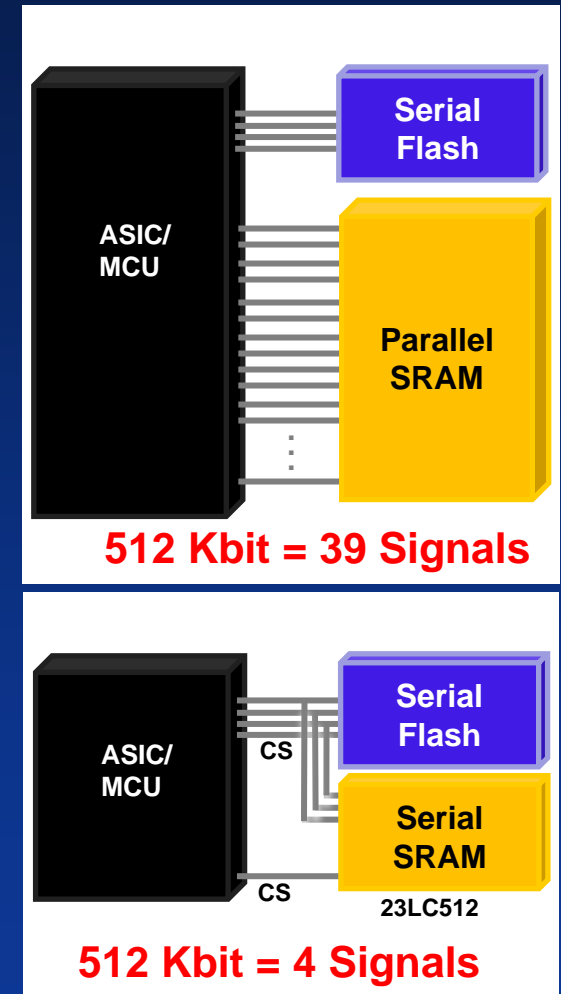 Serial
Flash
ASIC/
MCU
Parallel
SRAM
512 Kbit = 39 Signals
Serial
Flash
CS
ASIC/
MCU
Serial
SRAM
CS
23LC512
512 Kbit = 4 Signals